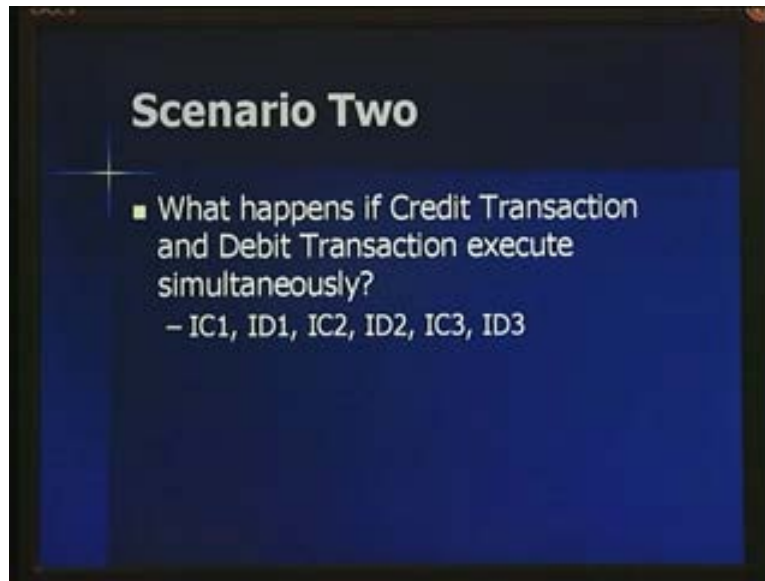 Scenario Two
■ What happens if Credit Transaction
and Debit Transaction execute
simultaneously?
– IC1, ID1, IC2, ID2, IC3, ID3